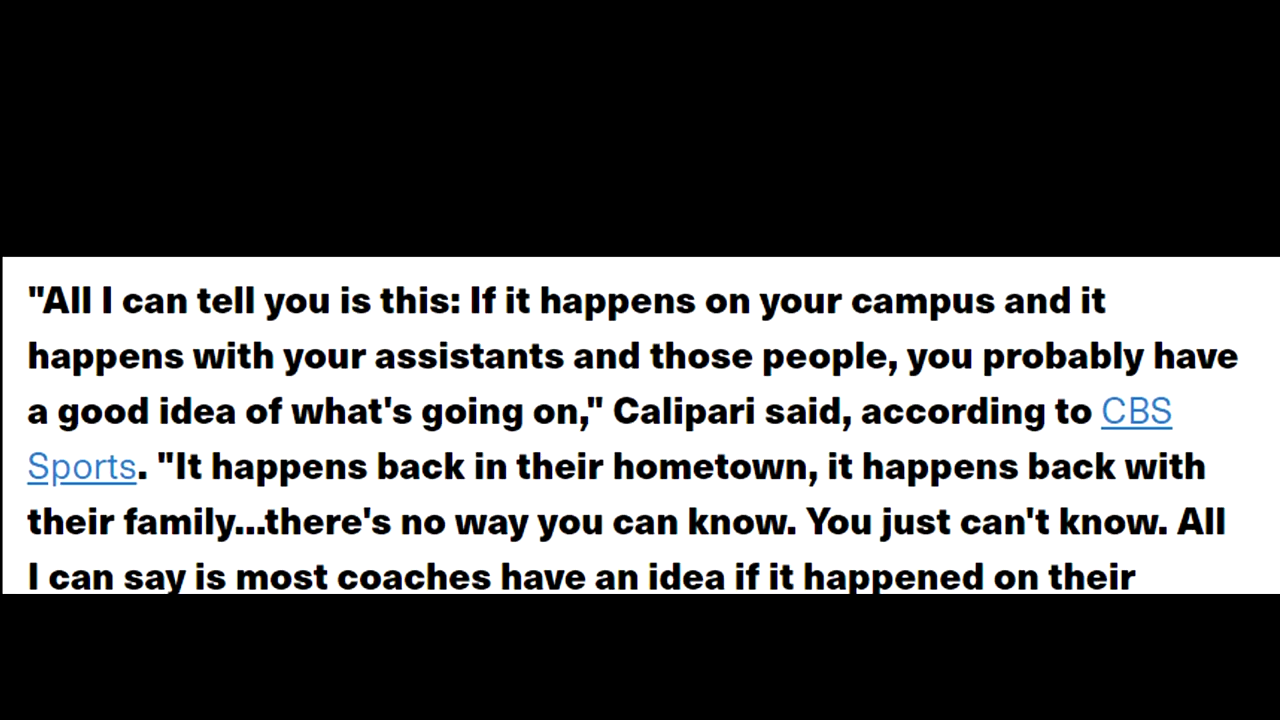 "All I can tell you is this: If it happens on your campus and it
happens with your assistants and those people, you probably have
a good idea of what's going on," Calipari said, according to CBS
Sports. "It happens back in their hometown, it happens back with
their family...there's no way you can know. You just can't know. All
I can say is most coaches have an idea if it happened on their